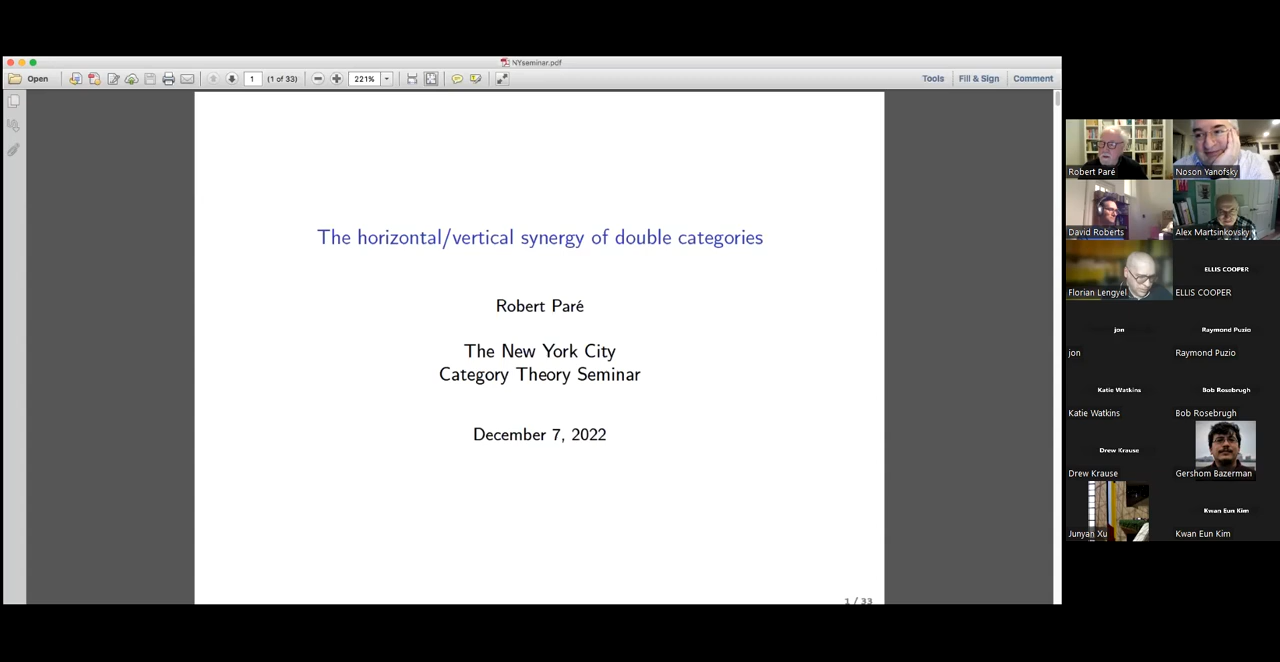 NYseminar.pdf
Open
1
(1 of 33)
221%
Tools
Fill & Sign
Comment
The horizontal/vertical synergy of double categories
Robert Paré
The New York City
Category Theory Seminar
December 7, 2022
1 / 33
Robert Paré
Noson Yanofsky
David Roberts
Alex Martsinkovsky
Florian Lengyel
ELLIS COOPER
ELLIS COOPER
jon
jon
Raymond Puzio
Raymond Puzio
Katie Watkins
Katie Watkins
Bob Rosebrugh
Bob Rosebrugh
Drew Krause
Drew Krause
Gershom Bazerman
Junyan Xu
Kwan Eun Kim
Kwan Eun Kim